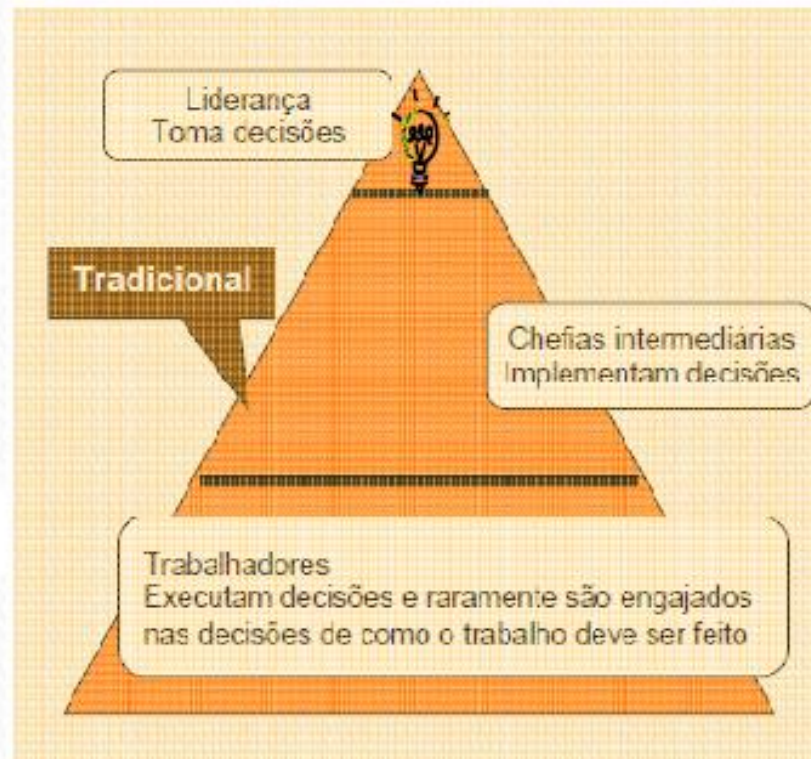 Liderança
Toma decisões
Tradicional
Chefias intermediárias
Implementam decisões
Trabalhadores
Executam decisões e raramente são engajados
nas decisões de como o trabalho deve ser feito